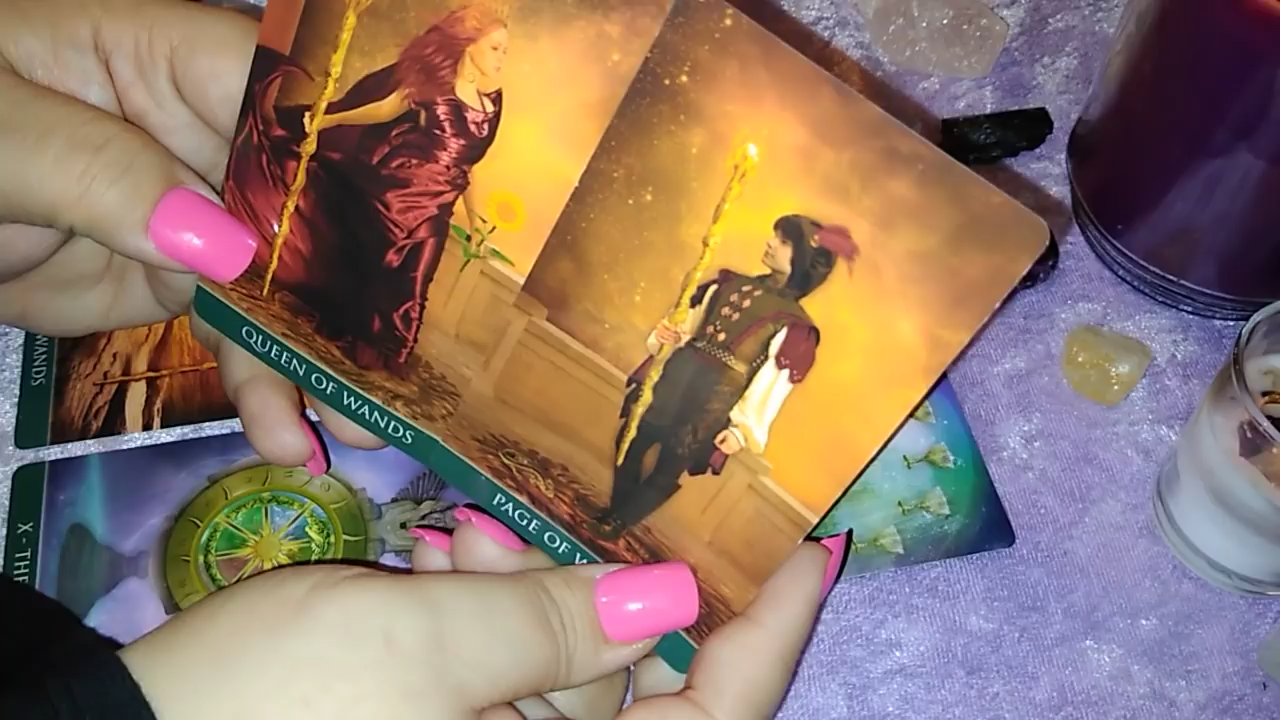 QUEEN OF WANDS
PAGE OF W
WANDS
X - TH